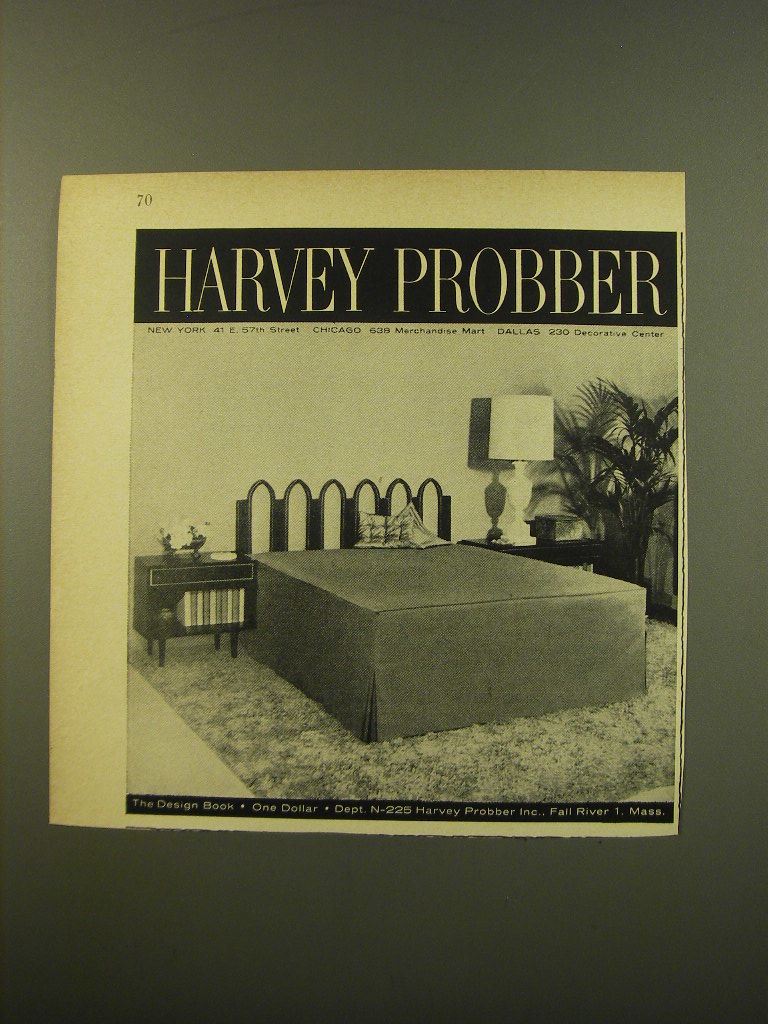 70
HARVEY PROBBER
NEW YORK 41 E. 57th Street CHICAGO 638 Merchandise Mart DALLAS 230 Decorative Center
The Design Book • One Dollar • Dept. N-225 Harvey Probber Inc., Fall River 1, Mass.